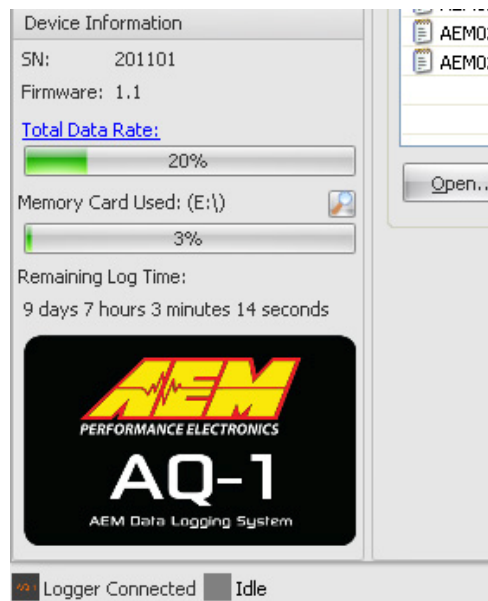 Device Information
SN: 201101
Firmware: 1.1
Total Data Rate:
20%
Memory Card Used: (E:\)
3%
Remaining Log Time:
9 days 7 hours 3 minutes 14 seconds
AEM
PERFORMANCE ELECTRONICS
AQ-1
AEM Data Logging System
Logger Connected
Idle
Open..